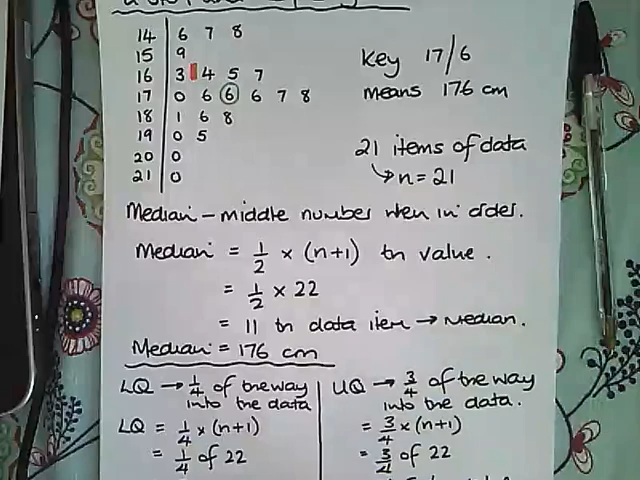 14 | 6 7 8
15 | 9
16 | 3 4 5 7
17 | 0 6 6 6 7 8
18 | 1 6 8
19 | 0 5
20 | 0
21 | 0
Key 17/6
means 176 cm
21 items of data
↳ n = 21
Median – middle number when in order.
Median = 1/2 × (n+1) th value.
= 1/2 × 22
= 11 th data item → Median.
Median = 176 cm
LQ → 1/4 of the way
into the data
LQ = 1/4 × (n+1)
= 1/4 of 22
UQ → 3/4 of the way
into the data.
= 3/4 × (n+1)
= 3/4 of 22